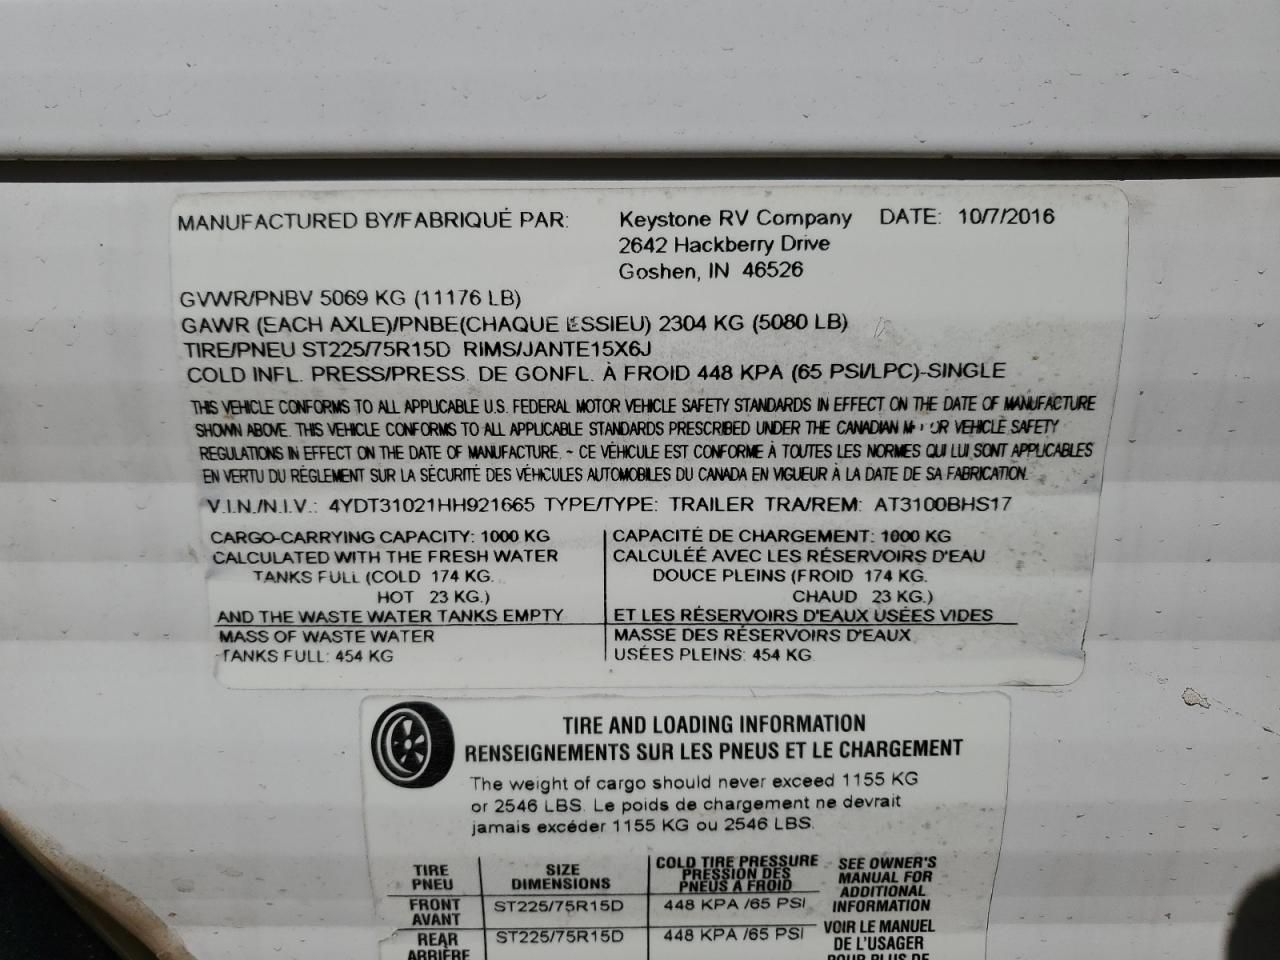 MANUFACTURED BY/FABRIQUÉ PAR: Keystone RV Company DATE: 10/7/2016
2642 Hackberry Drive
Goshen, IN 46526
GVWR/PNBV 5069 KG (11176 LB)
GAWR (EACH AXLE)/PNBE(CHAQUE ESSIEU) 2304 KG (5080 LB)
TIRE/PNEU ST225/75R15D RIMS/JANTE15X6J
COLD INFL. PRESS/PRESS. DE GONFL. À FROID 448 KPA (65 PSI/LPC)-SINGLE
THIS VEHICLE CONFORMS TO ALL APPLICABLE U.S. FEDERAL MOTOR VEHICLE SAFETY STANDARDS IN EFFECT ON THE DATE OF MANUFACTURE
SHOWN ABOVE. THIS VEHICLE CONFORMS TO ALL APPLICABLE STANDARDS PRESCRIBED UNDER THE CANADIAN VEHICLE SAFETY
REGULATIONS IN EFFECT ON THE DATE OF MANUFACTURE. ~ CE VÉHICULE EST CONFORME À TOUTES LES NORMES QUI LUI SONT APPLICABLES
EN VERTU DU RÉGLEMENT SUR LA SÉCURITÉ DES VÉHICULES AUTOMOBILES DU CANADA EN VIGUEUR À LA DATE DE SA FABRICATION.
V.I.N./N.I.V.: 4YDT31021HH921665 TYPE/TYPE: TRAILER TRA/REM: AT3100BHS17
CARGO-CARRYING CAPACITY: 1000 KG
CALCULATED WITH THE FRESH WATER
TANKS FULL (COLD 174 KG.
HOT 23 KG.)
AND THE WASTE WATER TANKS EMPTY
MASS OF WASTE WATER
TANKS FULL: 454 KG
CAPACITÉ DE CHARGEMENT: 1000 KG
CALCULÉÉ AVEC LES RÉSERVOIRS D'EAU
DOUCE PLEINS (FROID 174 KG.
CHAUD 23 KG.)
ET LES RÉSERVOIRS D'EAUX USÉES VIDES
MASSE DES RÉSERVOIRS D'EAUX
USÉES PLEINS: 454 KG
TIRE AND LOADING INFORMATION
RENSEIGNEMENTS SUR LES PNEUS ET LE CHARGEMENT
The weight of cargo should never exceed 1155 KG
or 2546 LBS. Le poids de chargement ne devrait
jamais excéder 1155 KG ou 2546 LBS.
TIRE
PNEU
SIZE
DIMENSIONS
COLD TIRE PRESSURE
PRESSION DES
PNEUS A FROID
FRONT
AVANT
ST225/75R15D
448 KPA /65 PSI
REAR
ARRIÈRE
ST225/75R15D
448 KPA /65 PSI
SEE OWNER'S
MANUAL FOR
ADDITIONAL
INFORMATION
VOIR LE MANUEL
DE L'USAGER
POUR PLUS DE